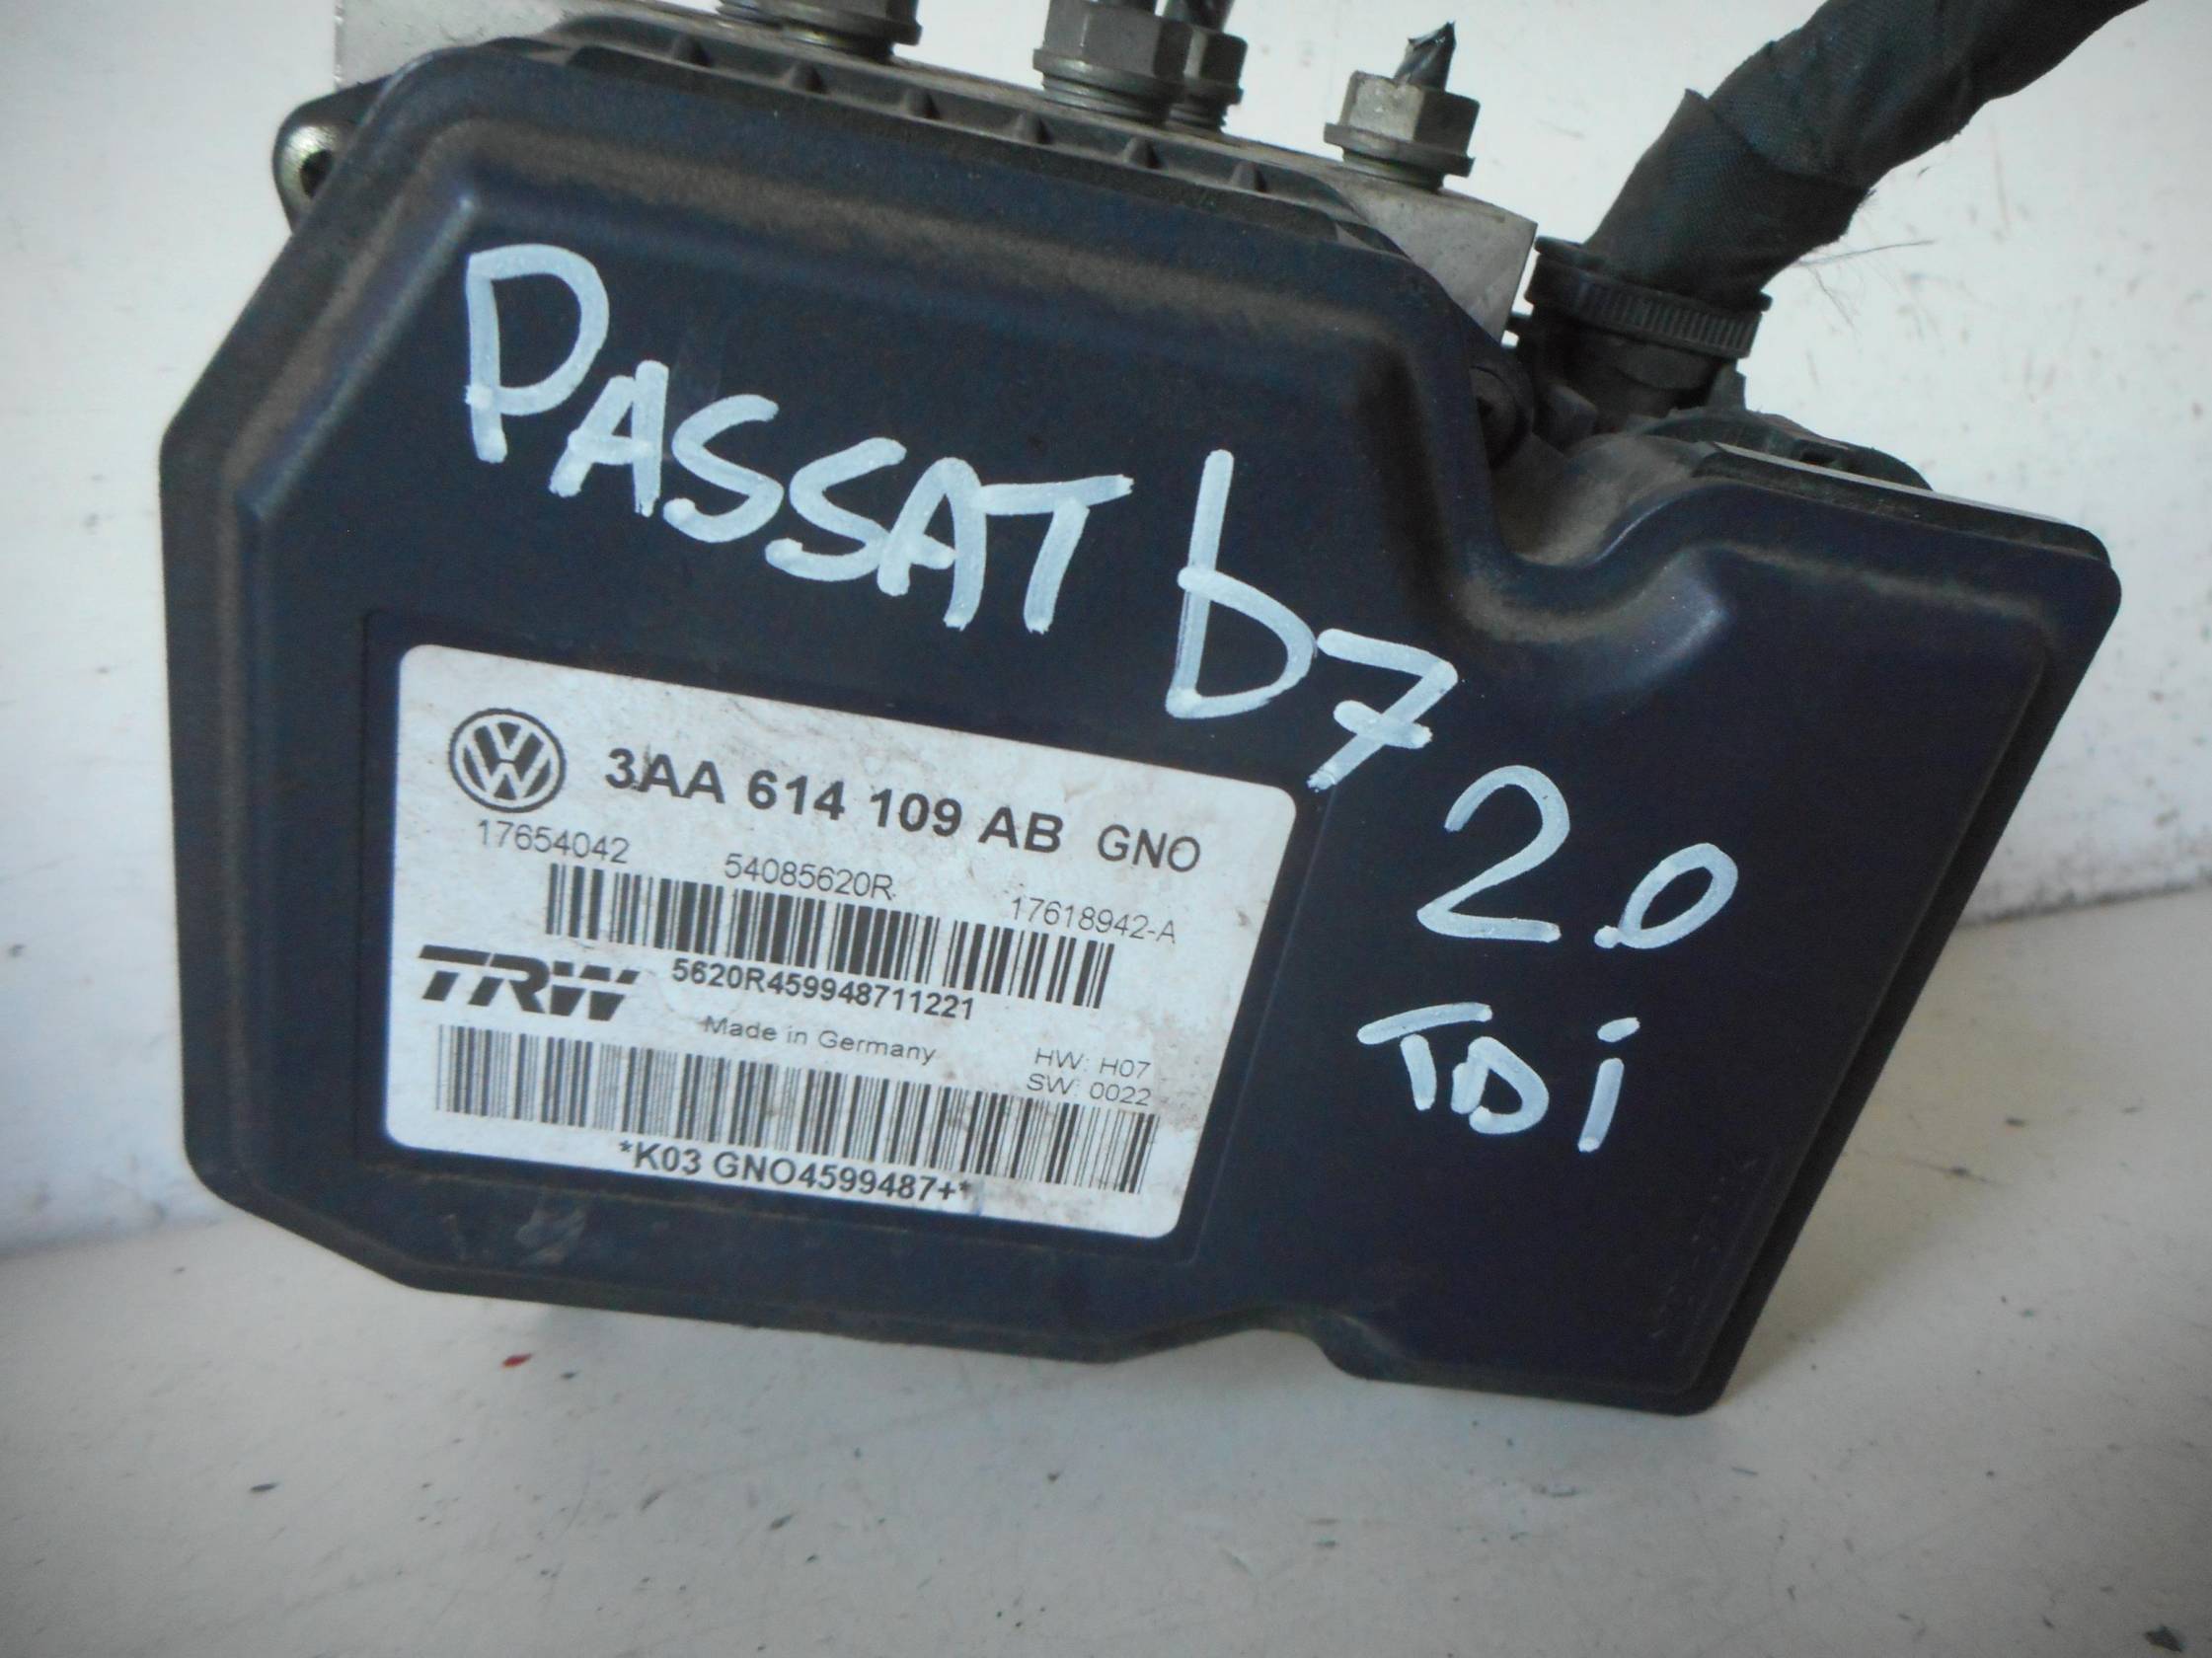 PASSAT b7
2.0
TDi
3AA 614 109 AB GNO
17654042 54085620R 17618942-A
TRW 5620R459948711221
Made in Germany
HW: H07
SW: 0022
*K03 GNO4599487+*